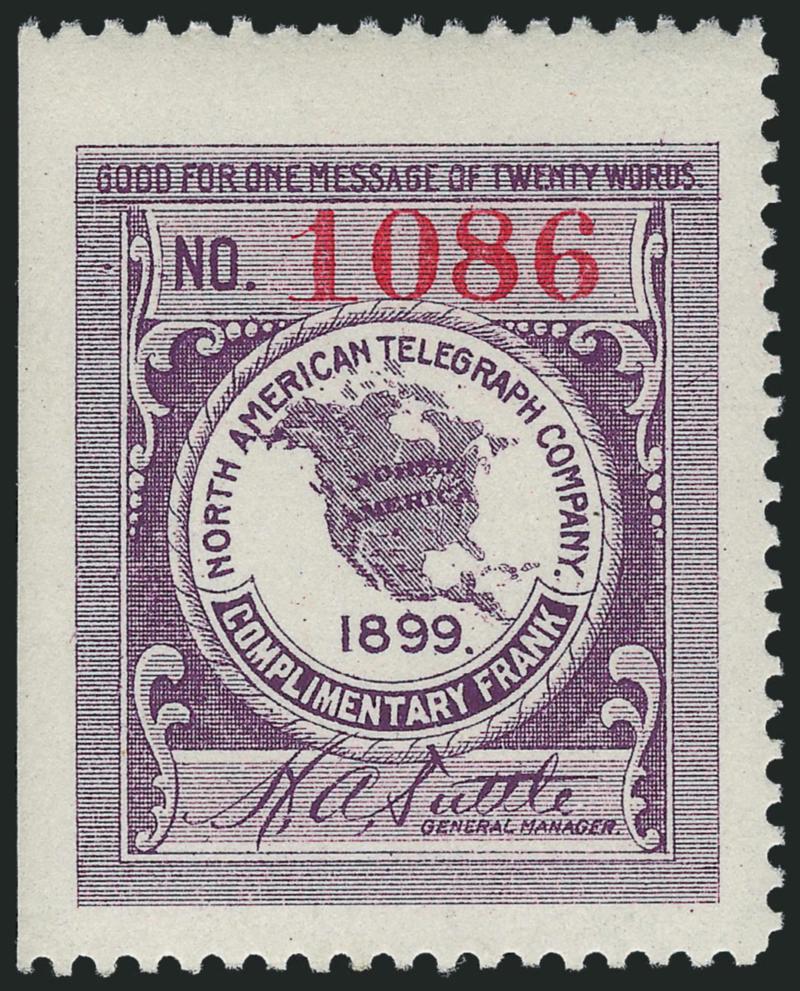 GOOD FOR ONE MESSAGE OF TWENTY WORDS.
NO. 1086
NORTH AMERICAN TELEGRAPH COMPANY.
NORTH
AMERICA
1899.
COMPLIMENTARY FRANK
H. A. Tuttle
GENERAL MANAGER.